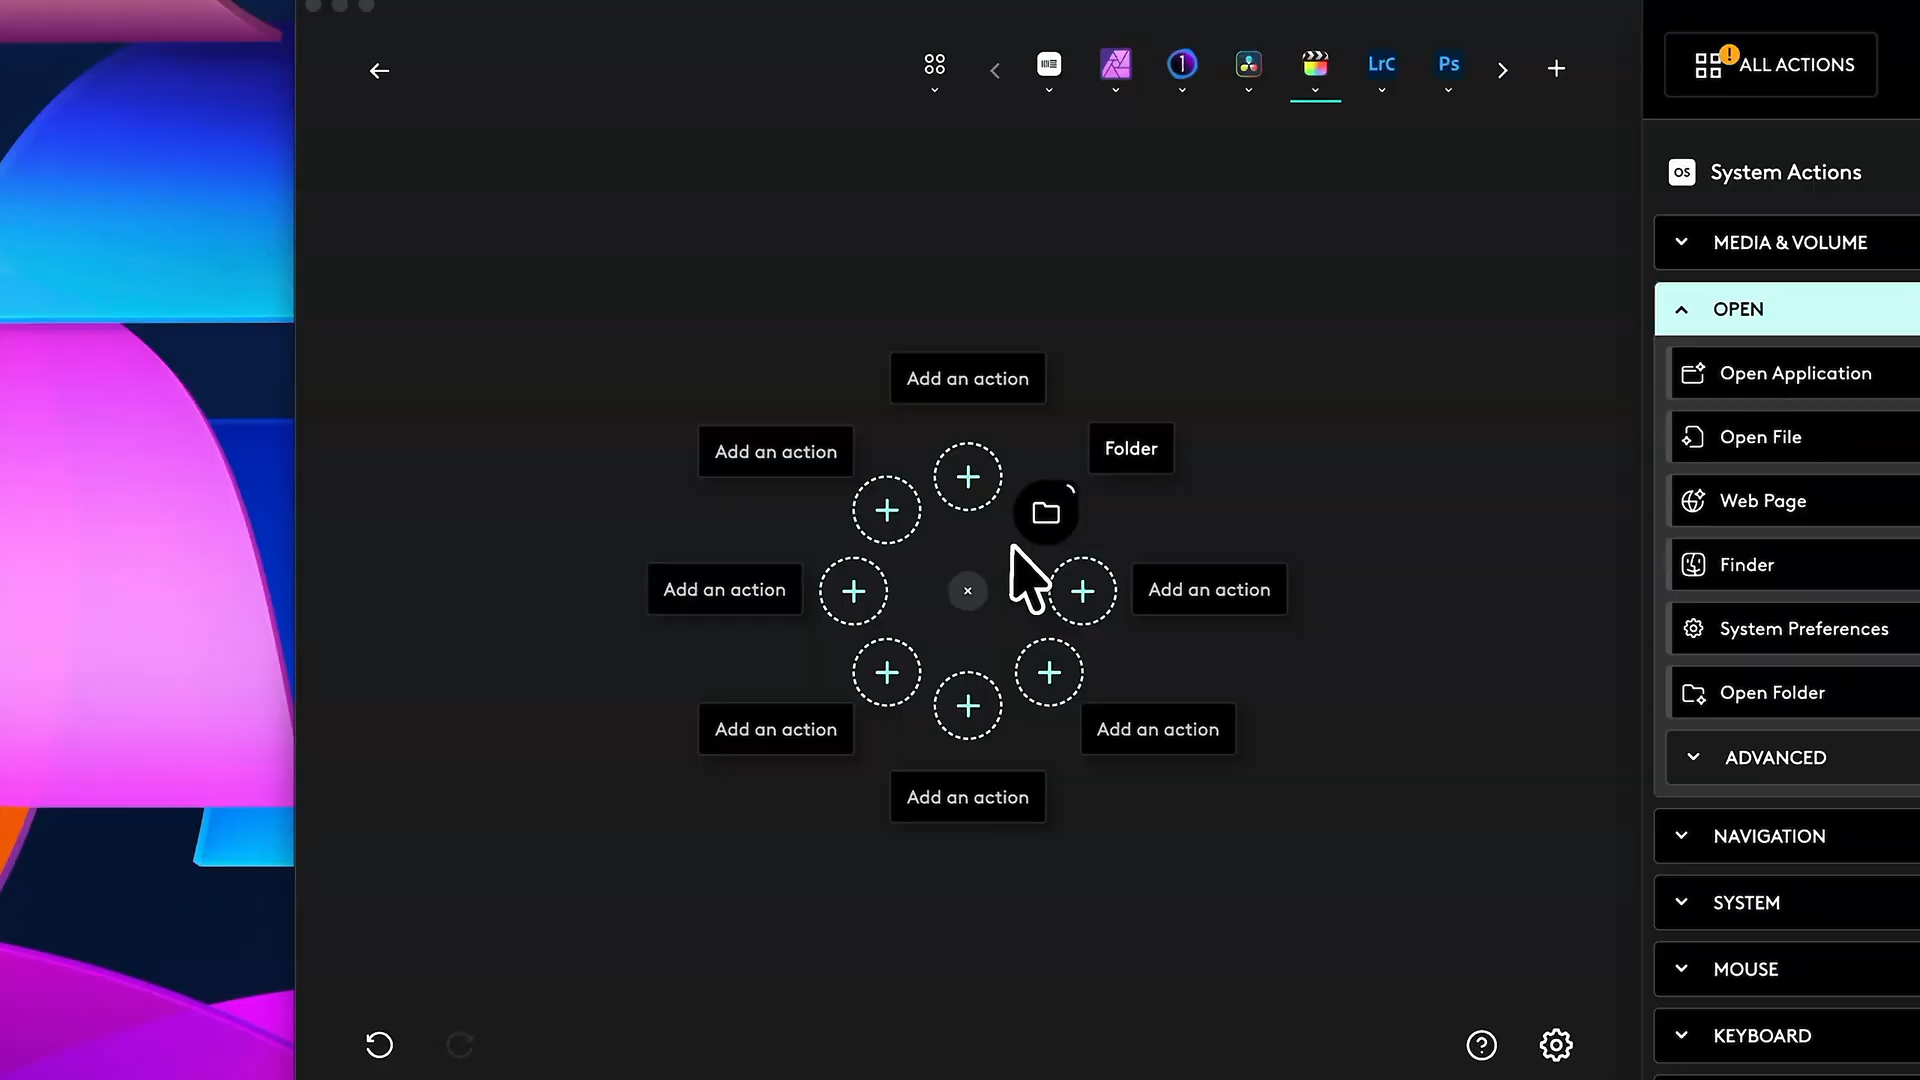 LrC
Ps
ALL ACTIONS
os System Actions
MEDIA & VOLUME
OPEN
Open Application
Open File
Web Page
Finder
System Preferences
Open Folder
ADVANCED
NAVIGATION
SYSTEM
MOUSE
KEYBOARD
Add an action
Add an action
Folder
Add an action
Add an action
Add an action
Add an action
Add an action